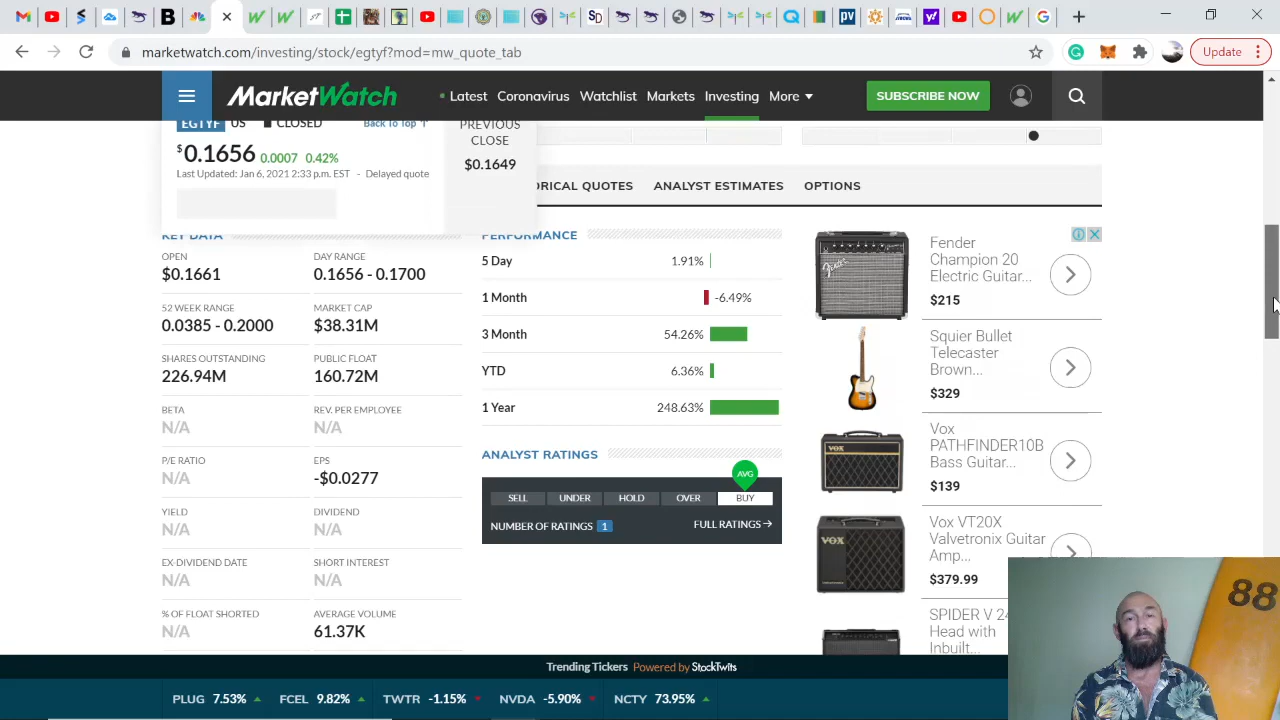 Update
marketwatch.com/investing/stock/egtyf?mod=mw_quote_tab
MarketWatch
Latest Coronavirus Watchlist Markets Investing More
SUBSCRIBE NOW
EGTYF US CLOSED Back To Top
$0.1656 0.0007 0.42%
Last Updated: Jan 6, 2021 2:33 p.m. EST - Delayed quote
PREVIOUS
CLOSE
$0.1649
ORICAL QUOTES ANALYST ESTIMATES OPTIONS
KEY DATA
OPEN
$0.1661
DAY RANGE
0.1656 - 0.1700
52 WEEK RANGE
0.0385 - 0.2000
MARKET CAP
$38.31M
SHARES OUTSTANDING
226.94M
PUBLIC FLOAT
160.72M
BETA
N/A
REV. PER EMPLOYEE
N/A
P/E RATIO
N/A
EPS
-$0.0277
YIELD
N/A
DIVIDEND
N/A
EX-DIVIDEND DATE
N/A
SHORT INTEREST
N/A
% OF FLOAT SHORTED
N/A
AVERAGE VOLUME
61.37K
PERFORMANCE
5 Day 1.91%
1 Month -6.49%
3 Month 54.26%
YTD 6.36%
1 Year 248.63%
ANALYST RATINGS
AVG
SELL UNDER HOLD OVER BUY
NUMBER OF RATINGS 1 FULL RATINGS
Fender
Champion 20
Electric Guitar...
$215
Squier Bullet
Telecaster
Brown...
$329
Vox
PATHFINDER10B
Bass Guitar...
$139
Vox VT20X
Valvetronix Guitar
Amp...
$379.99
SPIDER V 24
Head with
Inbuilt...
VOX
VOX
88
Trending Tickers Powered by StockTwits
PLUG 7.53% FCEL 9.82% TWTR -1.15% NVDA -5.90% NCTY 73.95%